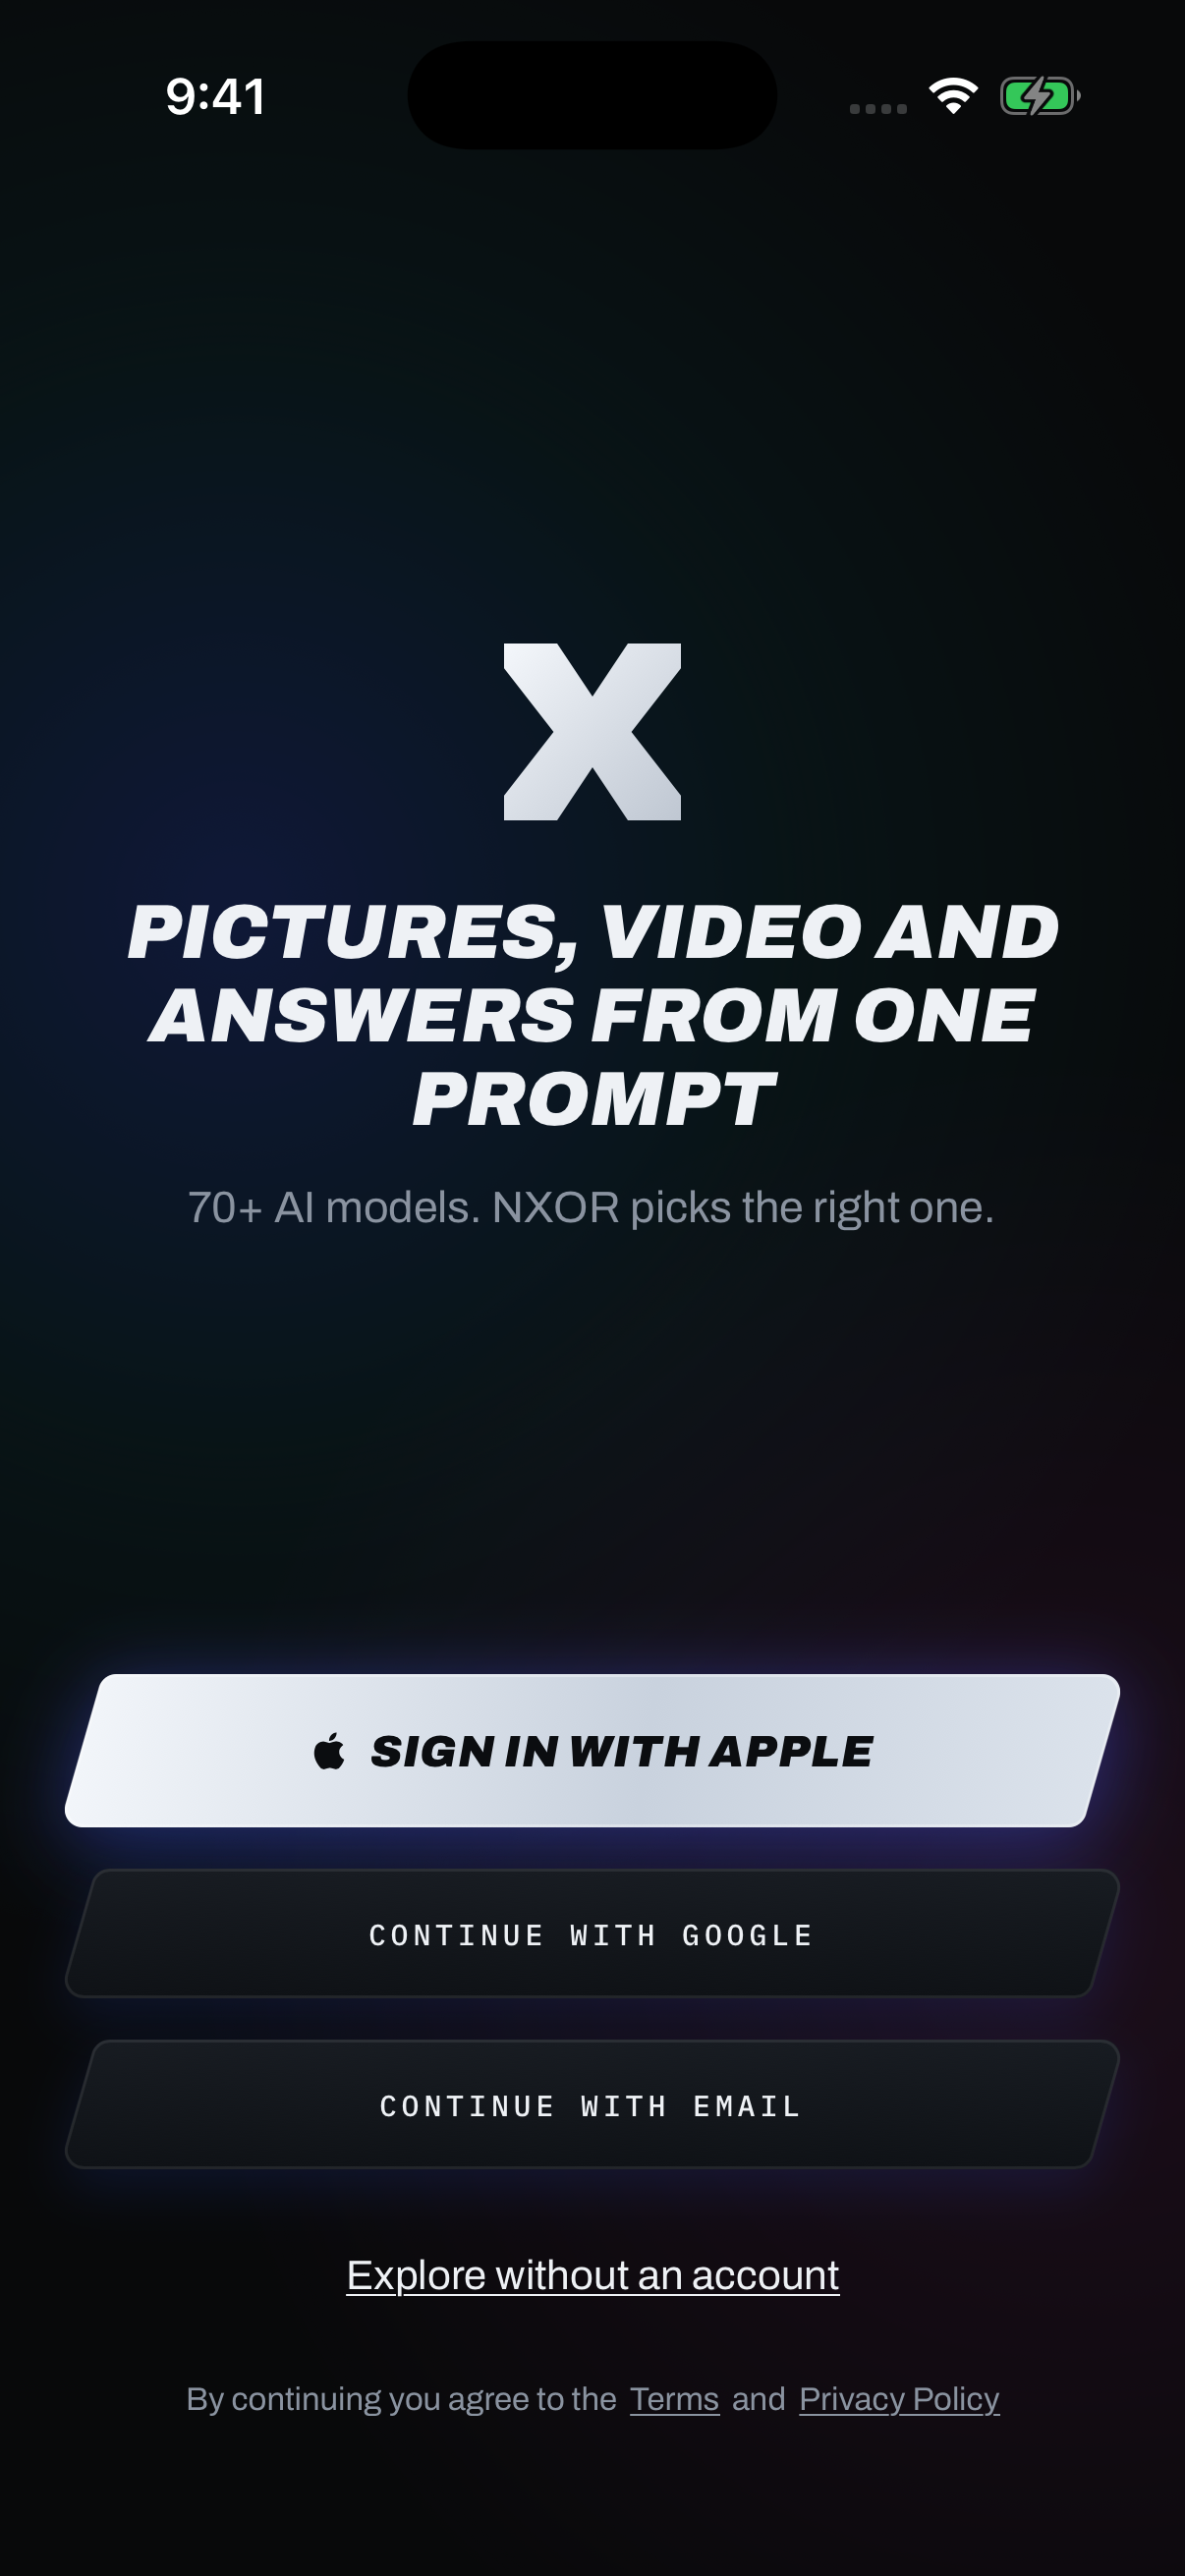 9:41
X
PICTURES, VIDEO AND
ANSWERS FROM ONE
PROMPT
70+ AI models. NXOR picks the right one.
SIGN IN WITH APPLE
CONTINUE WITH GOOGLE
CONTINUE WITH EMAIL
Explore without an account
By continuing you agree to the Terms and Privacy Policy